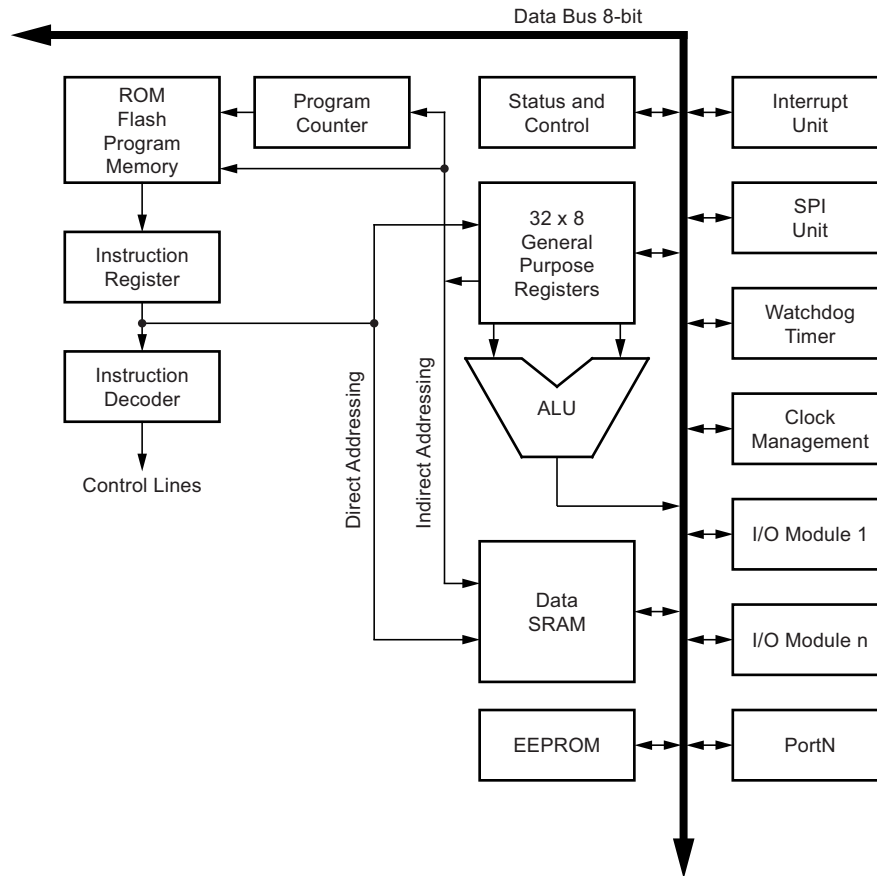 Data Bus 8-bit
ROM
Flash
Program
Memory
Program
Counter
Status and
Control
Interrupt
Unit
32 x 8
General
Purpose
Registers
SPI
Unit
Instruction
Register
Watchdog
Timer
Instruction
Decoder
ALU
Clock
Management
Control Lines
Direct Addressing
Indirect Addressing
I/O Module 1
Data
SRAM
I/O Module n
EEPROM
PortN